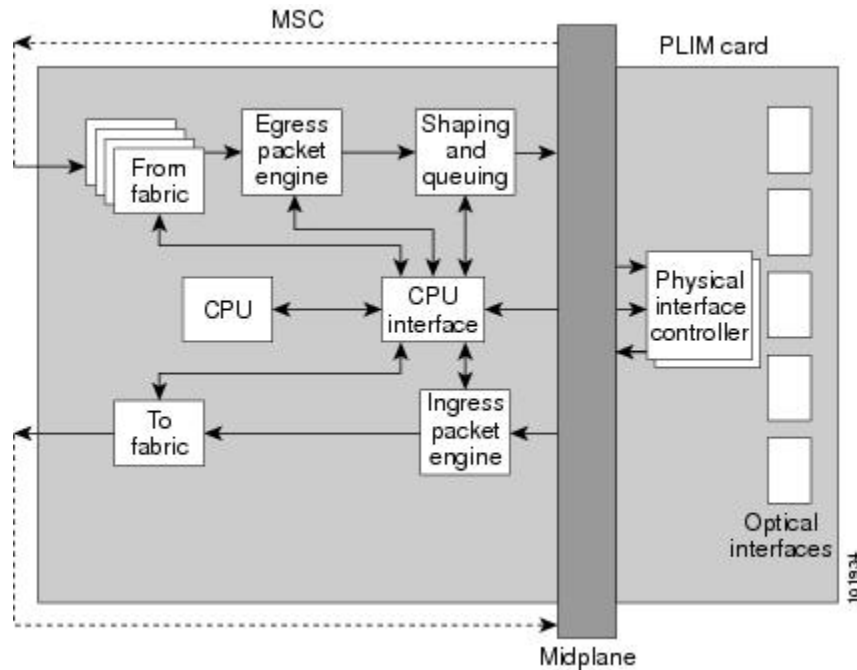 MSC
PLIM card
From
fabric
Egress
packet
engine
Shaping
and
queuing
CPU
CPU
interface
Physical
interface
controller
To
fabric
Ingress
packet
engine
Optical
interfaces
Midplane